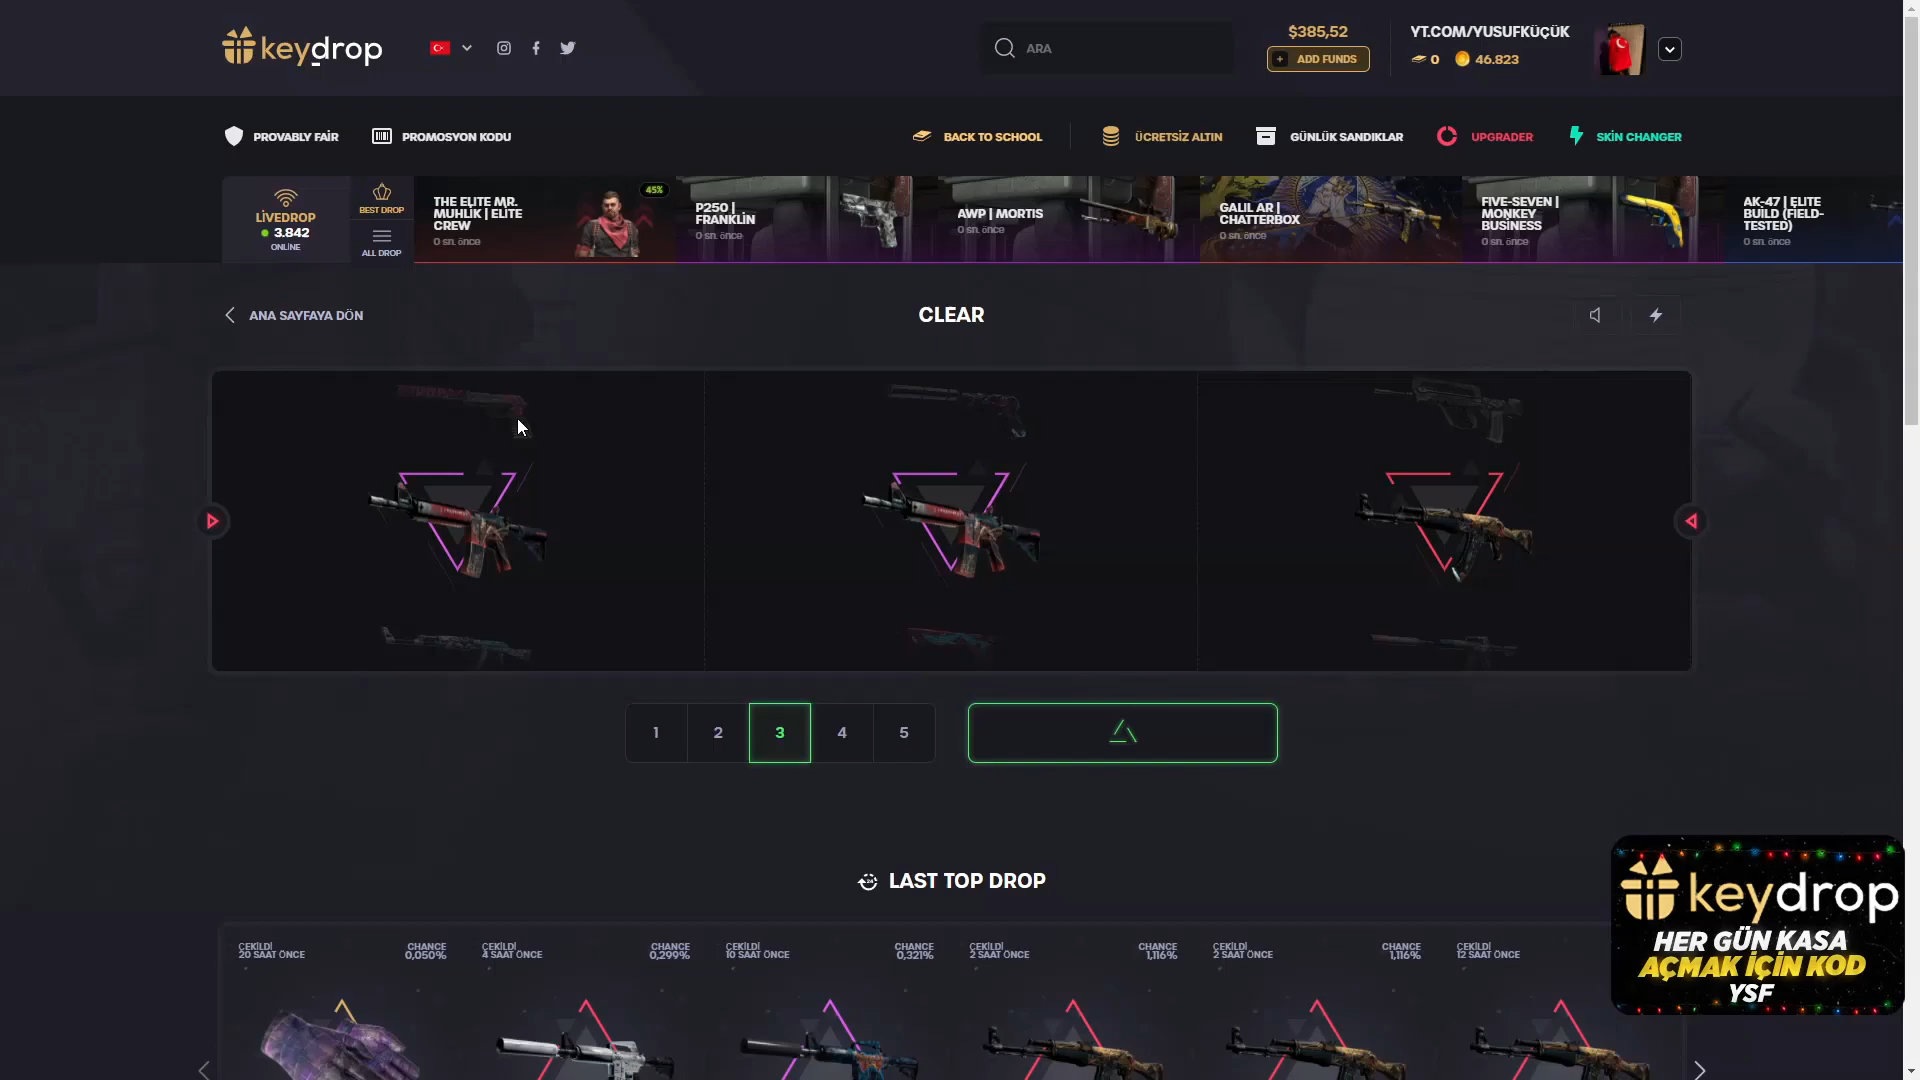 keydrop
ARA
$385,52
ADD FUNDS
YT.COM/YUSUFKÜÇÜK
0
46.823
PROVABLY FAİR
PROMOSYON KODU
BACK TO SCHOOL
ÜCRETSİZ ALTIN
GÜNLÜK SANDIKLAR
UPGRADER
SKİN CHANGER
LİVEDROP
3.842
ONLINE
BEST DROP
ALL DROP
THE ELİTE MR.
MUHLİK | ELİTE
CREW
0 sn. önce
45%
P250 |
FRANKLİN
0 sn. önce
AWP | MORTIS
0 sn. önce
GALIL AR |
CHATTERBOX
0 sn. önce
FIVE-SEVEN |
MONKEY
BUSINESS
0 sn. önce
AK-47 | ELITE
BUILD (FIELD-
TESTED)
0 sn. önce
ANA SAYFAYA DÖN
CLEAR
1
2
3
4
5
LAST TOP DROP
ÇEKİLDİ
20 SAAT ÖNCE
CHANCE
0,050%
ÇEKİLDİ
4 SAAT ÖNCE
CHANCE
0,299%
ÇEKİLDİ
10 SAAT ÖNCE
CHANCE
0,321%
ÇEKİLDİ
2 SAAT ÖNCE
CHANCE
1,116%
ÇEKİLDİ
2 SAAT ÖNCE
CHANCE
1,116%
ÇEKİLDİ
12 SAAT ÖNCE
keydrop
HER GÜN KASA
AÇMAK İÇİN KOD
YSF